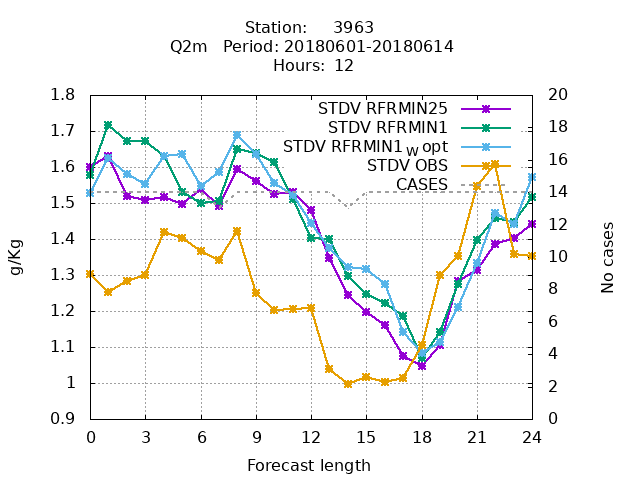 Station: 3963
Q2m Period: 20180601-20180614
Hours: 12
STDV RFRMIN25
STDV RFRMIN1
STDV RFRMIN1wopt
STDV OBS
CASES
g/Kg
1.8
1.7
1.6
1.5
1.4
1.3
1.2
1.1
1
0.9
20
18
16
14
12
10
8
6
4
2
0
No cases
0 3 6 9 12 15 18 21 24
Forecast length